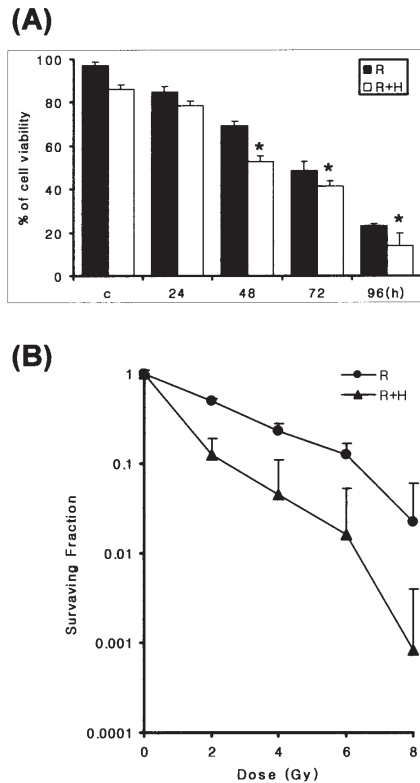 (A)
100
80
60
40
20
0
% of cell viability
R
R+H
*
*
*
c 24 48 72 96(h)
(B)
1
0.1
0.01
0.001
0.0001
Survaving Fraction
R
R+H
0 2 4 6 8
Dose (Gy)